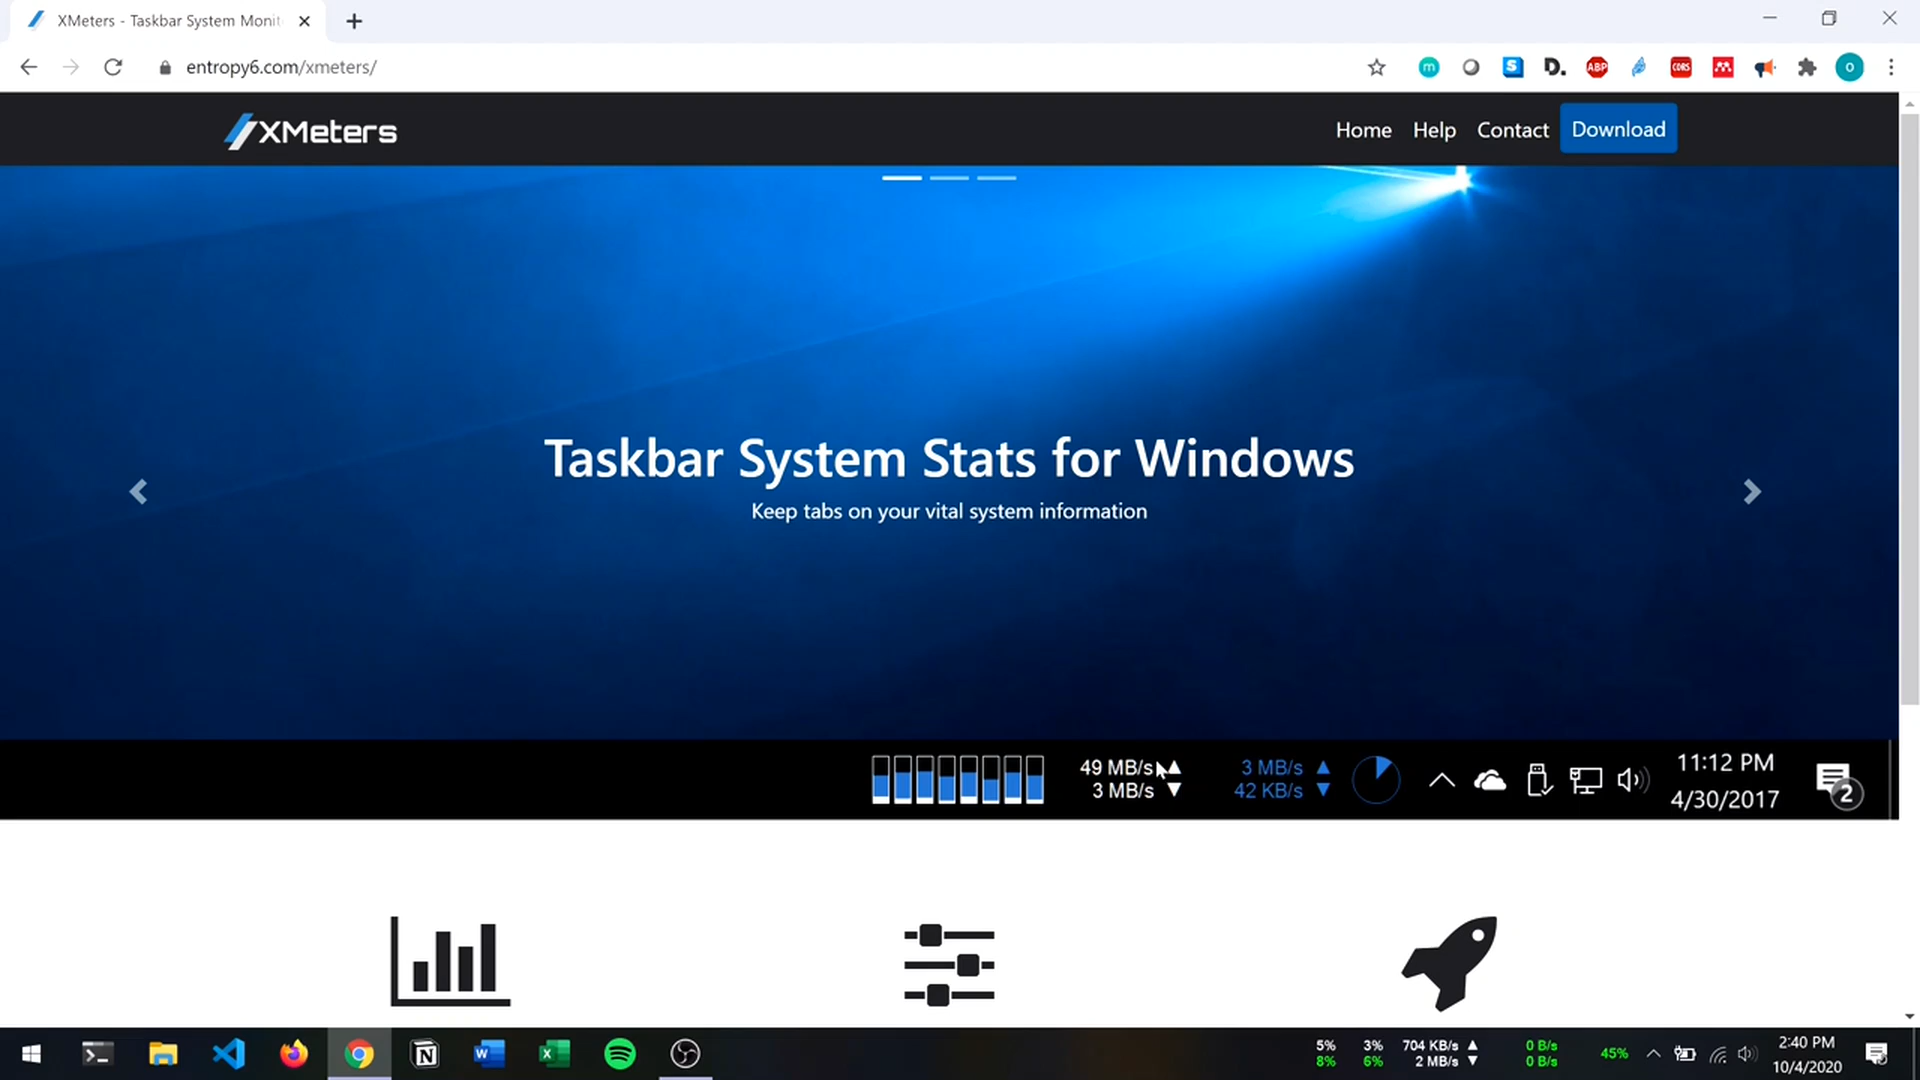 XMeters - Taskbar System Monit
entropy6.com/xmeters/
m S D. ABP CORS O
XMeters
Home Help Contact Download
Taskbar System Stats for Windows
Keep tabs on your vital system information
49 MB/s▲ 3 MB/s ▲ 11:12 PM
3 MB/s ▼ 42 KB/s ▼ 4/30/2017 2
5% 3% 704 KB/s ▲ 0 B/s 45% 2:40 PM
8% 6% 2 MB/s ▼ 0 B/s 10/4/2020